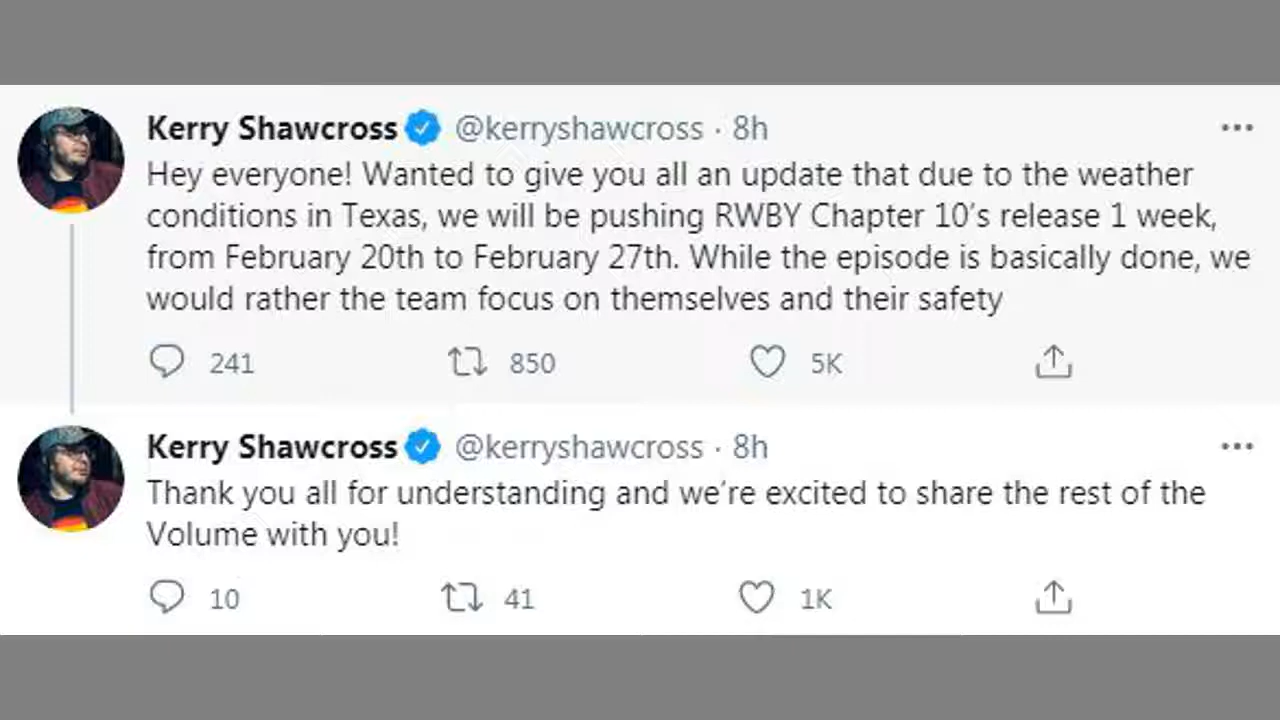 Kerry Shawcross @kerryshawcross · 8h
Hey everyone! Wanted to give you all an update that due to the weather
conditions in Texas, we will be pushing RWBY Chapter 10's release 1 week,
from February 20th to February 27th. While the episode is basically done, we
would rather the team focus on themselves and their safety
241 850 5K
Kerry Shawcross @kerryshawcross · 8h
Thank you all for understanding and we're excited to share the rest of the
Volume with you!
10 41 1K